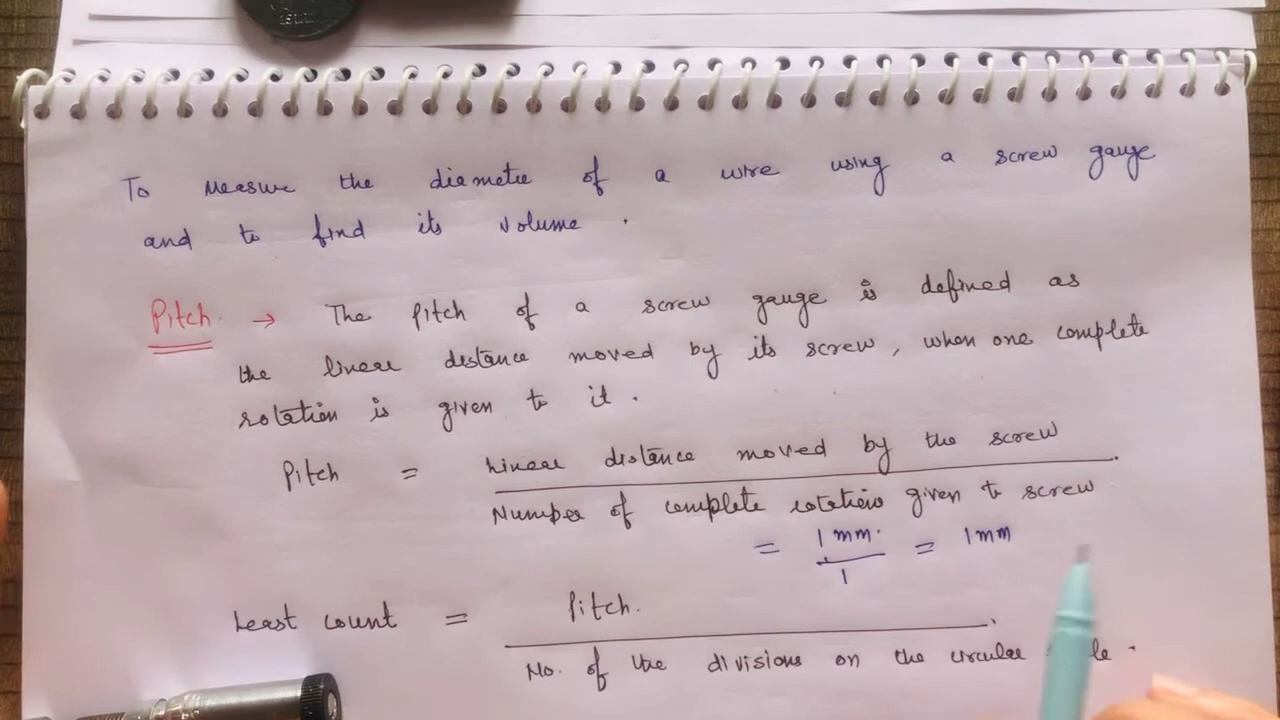 To measure the diameter of a wire using a screw gauge
and to find its volume.
Pitch. → The pitch of a screw gauge is defined as
the linear distance moved by its screw, when one complete
rotation is given to it.
Pitch = Linear distance moved by the screw
Number of complete rotation given to screw
= 1 mm. / 1 = 1 mm
Least count = Pitch.
No. of the divisions on the circular